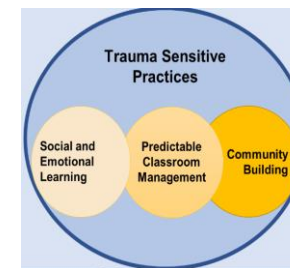 Trauma Sensitive
Practices
Social and
Emotional
Learning
Predictable
Classroom
Management
Community
Building